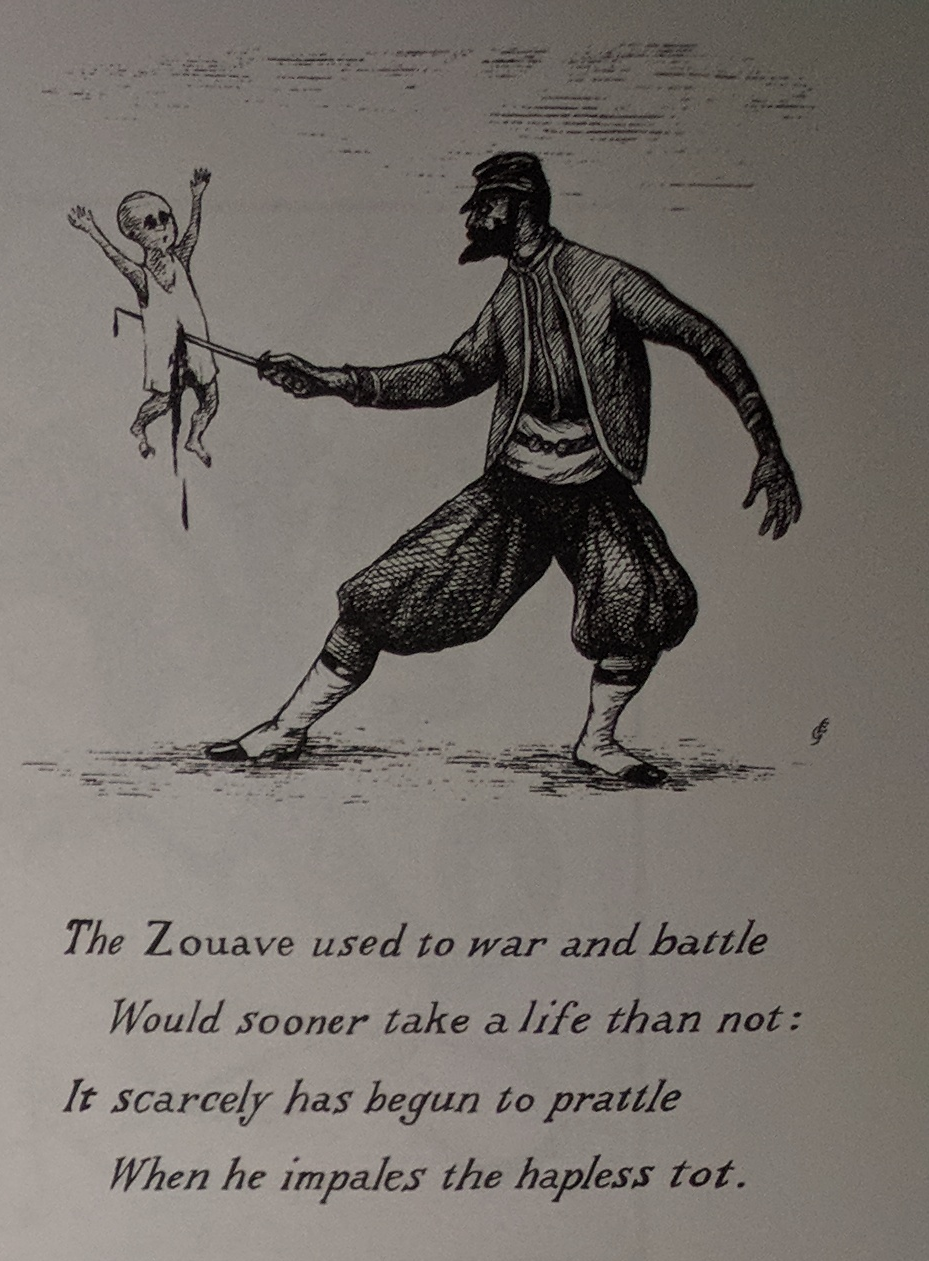 The Zouave used to war and battle
Would sooner take a life than not:
It scarcely has begun to prattle
When he impales the hapless tot.